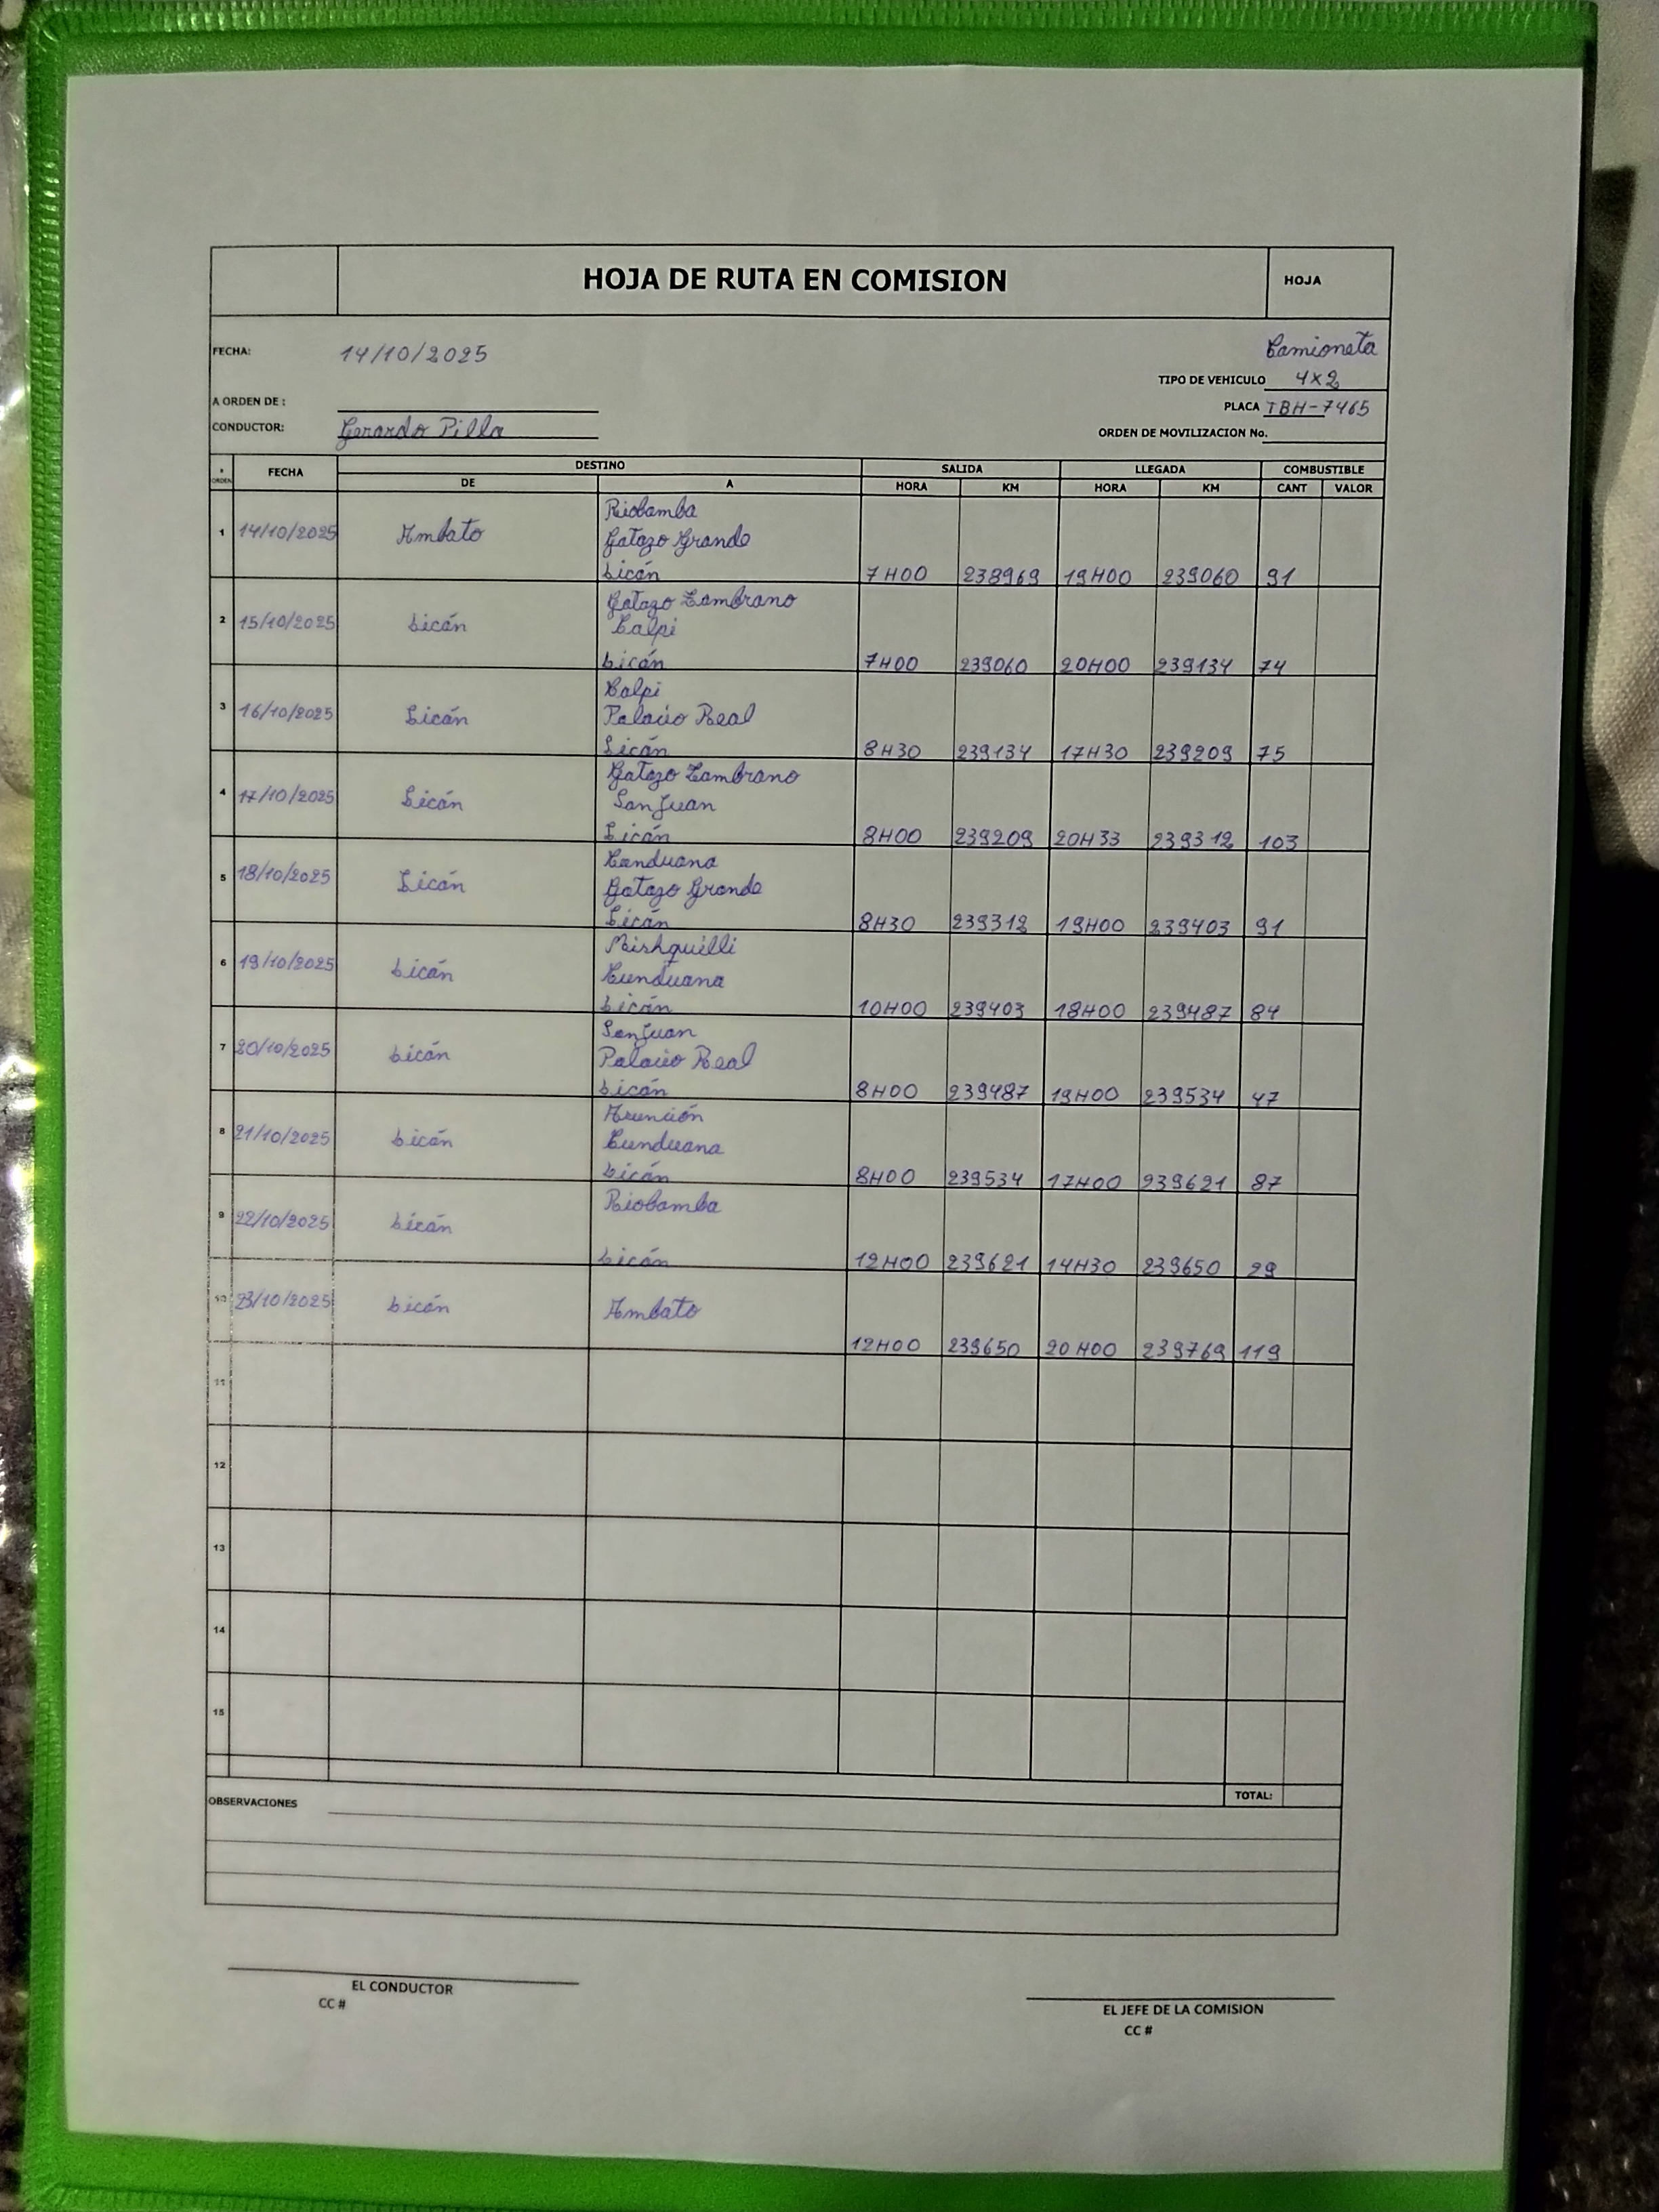 HOJA DE RUTA EN COMISION
HOJA
FECHA: 14/10/2025
Camioneta
TIPO DE VEHICULO 4x2
A ORDEN DE :
PLACA TBH-7465
CONDUCTOR: Gerardo Pilla
ORDEN DE MOVILIZACION No.
# ORDEN FECHA DESTINO SALIDA LLEGADA COMBUSTIBLE
DE A HORA KM HORA KM CANT VALOR
Riobamba
1 14/10/2025 Ambato Gatazo Grande
Licán 7H00 238969 19H00 239060 91
Gatazo Zambrano
2 15/10/2025 Licán Calpi
Licán 7H00 239060 20H00 239134 74
Calpi
3 16/10/2025 Licán Palacio Real
Licán 8H30 239134 17H30 239209 75
Gatazo Zambrano
4 17/10/2025 Licán San Juan
Licán 8H00 239209 20H33 239312 103
Cunduana
5 18/10/2025 Licán Gatazo Grande
Licán 8H30 239312 19H00 239403 91
Mishquilli
6 19/10/2025 Licán Cunduana
Licán 10H00 239403 18H00 239487 84
San Juan
7 20/10/2025 Licán Palacio Real
Licán 8H00 239487 19H00 239534 47
Asunción
8 21/10/2025 Licán Cunduana
Licán 8H00 239534 17H00 239621 87
Riobamba
9 22/10/2025 Licán
Licán 12H00 239621 14H30 239650 29
10 23/10/2025 Licán Ambato
12H00 239650 20H00 239769 119
11
12
13
14
15
TOTAL:
OBSERVACIONES
EL CONDUCTOR
CC #
EL JEFE DE LA COMISION
CC #